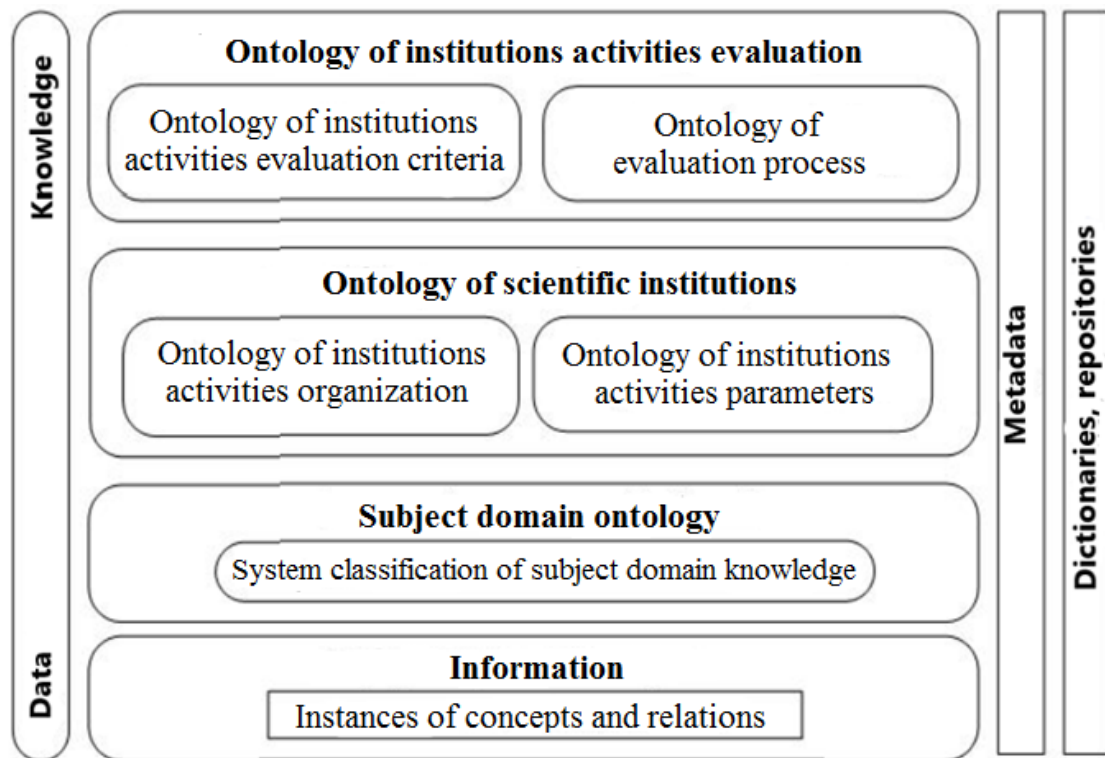 Knowledge
Data
Ontology of institutions activities evaluation
Ontology of institutions
activities evaluation criteria
Ontology of
evaluation process
Ontology of scientific institutions
Ontology of institutions
activities organization
Ontology of institutions
activities parameters
Subject domain ontology
System classification of subject domain knowledge
Information
Instances of concepts and relations
Metadata
Dictionaries, repositories